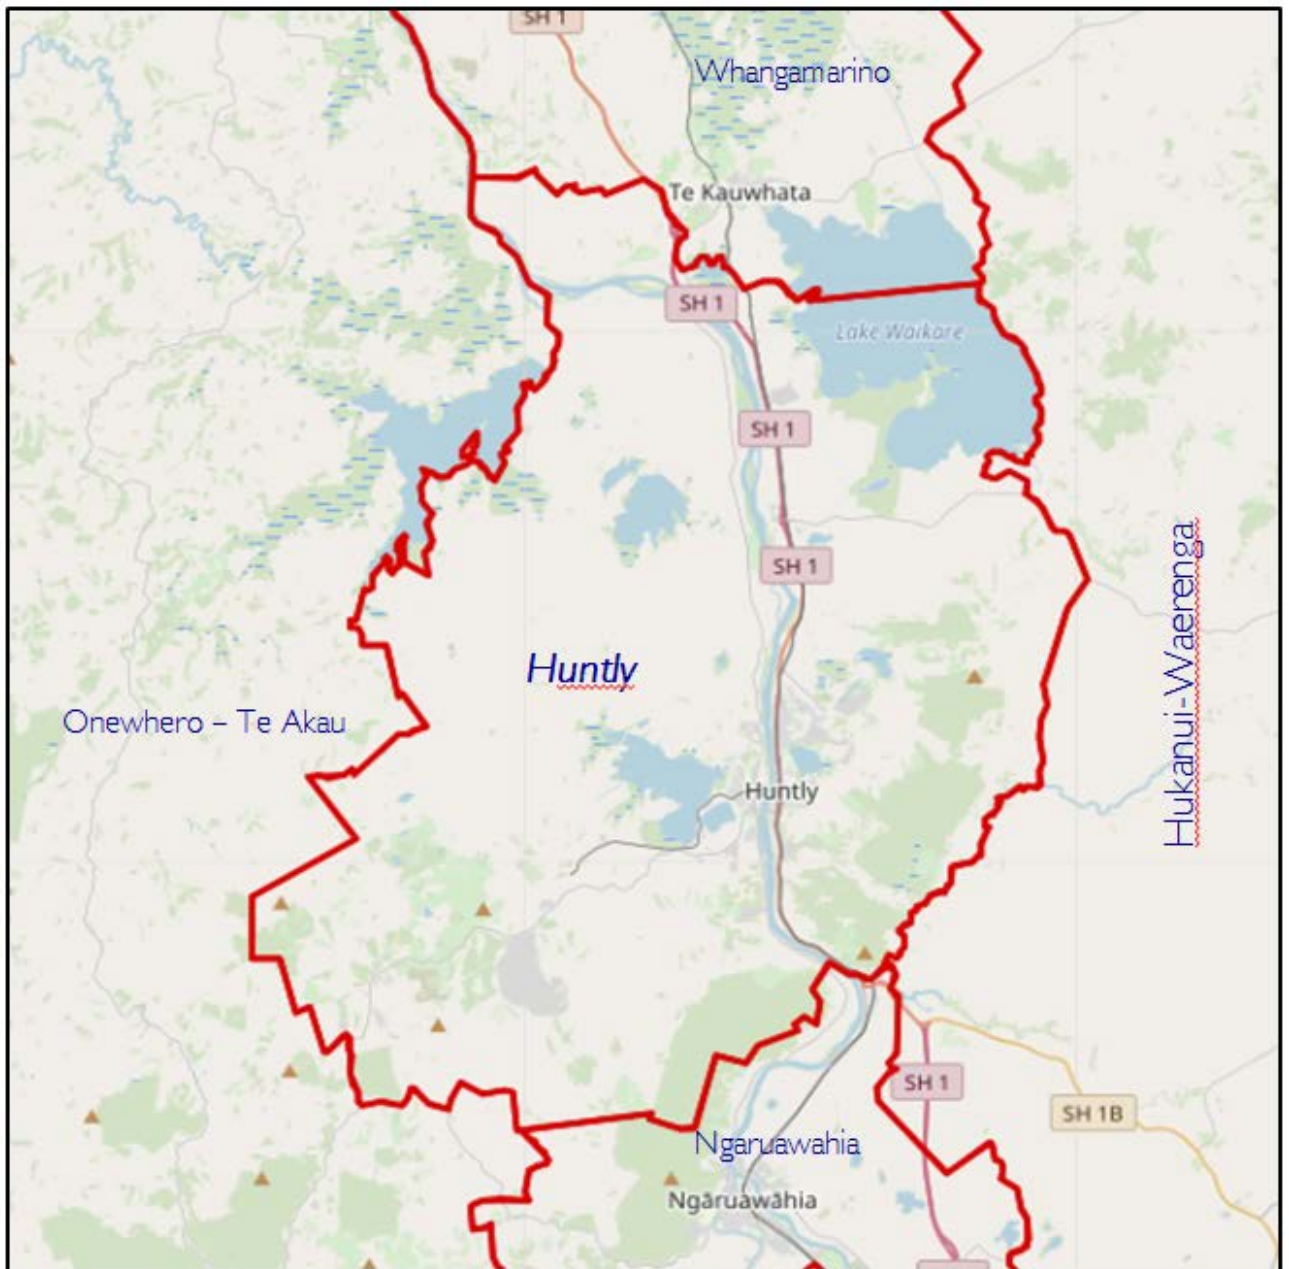 SH 1
Whangamarino
Te Kauwhata
SH 1
Lake Waikare
SH 1
SH 1
Hukanui-Waerenga
Huntly
Onewhero – Te Akau
Huntly
SH 1
SH 1B
Ngaruawahia
Ngāruawāhia